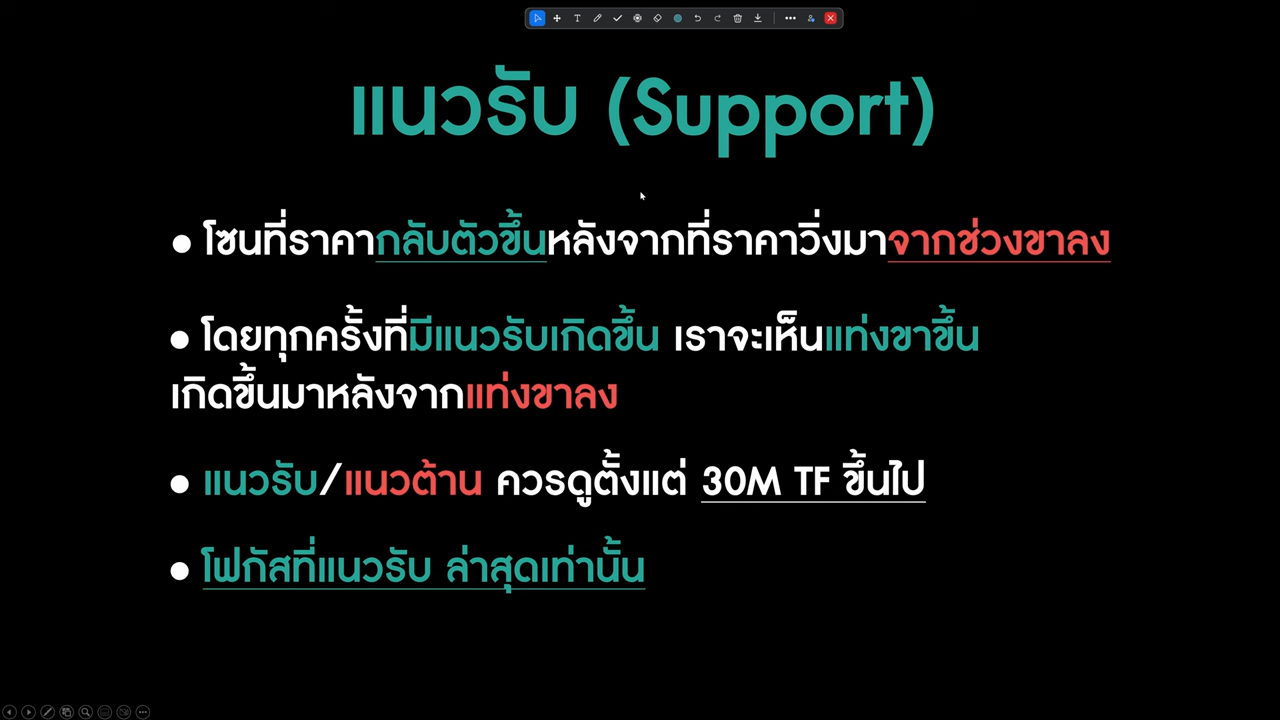 แนวรับ (Support)
● โซนที่ราคากลับตัวขึ้นหลังจากที่ราคาวิ่งมาจากช่วงขาลง
● โดยทุกครั้งที่มีแนวรับเกิดขึ้น เราจะเห็นแท่งขาขึ้น
เกิดขึ้นมาหลังจากแท่งขาลง
● แนวรับ/แนวต้าน ควรดูตั้งแต่ 30M TF ขึ้นไป
● โฟกัสที่แนวรับ ล่าสุดเท่านั้น